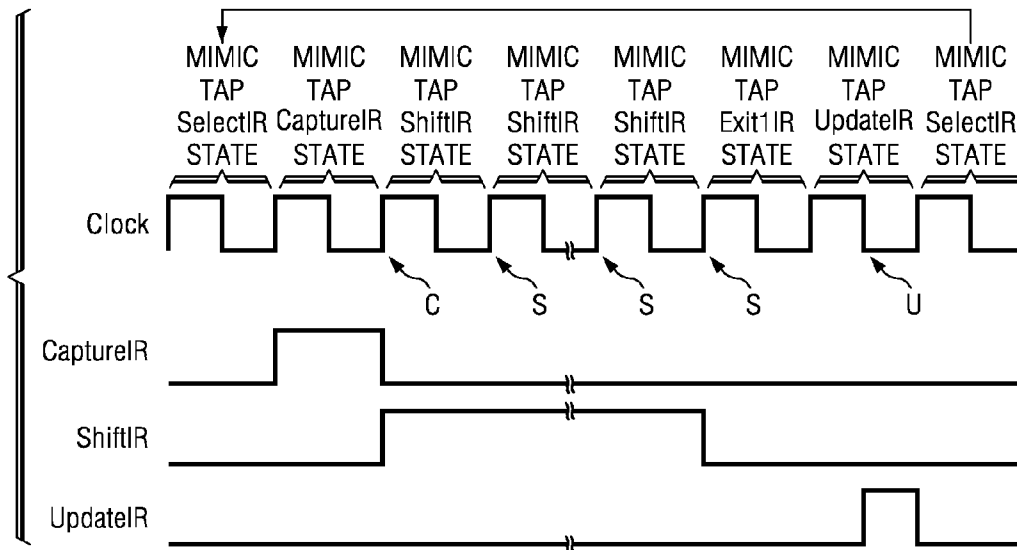 MIMIC TAP SelectIR STATE
MIMIC TAP CaptureIR STATE
MIMIC TAP ShiftIR STATE
MIMIC TAP ShiftIR STATE
MIMIC TAP ShiftIR STATE
MIMIC TAP Exit1IR STATE
MIMIC TAP UpdateIR STATE
MIMIC TAP SelectIR STATE
Clock
C
S
S
S
U
CaptureIR
ShiftIR
UpdateIR